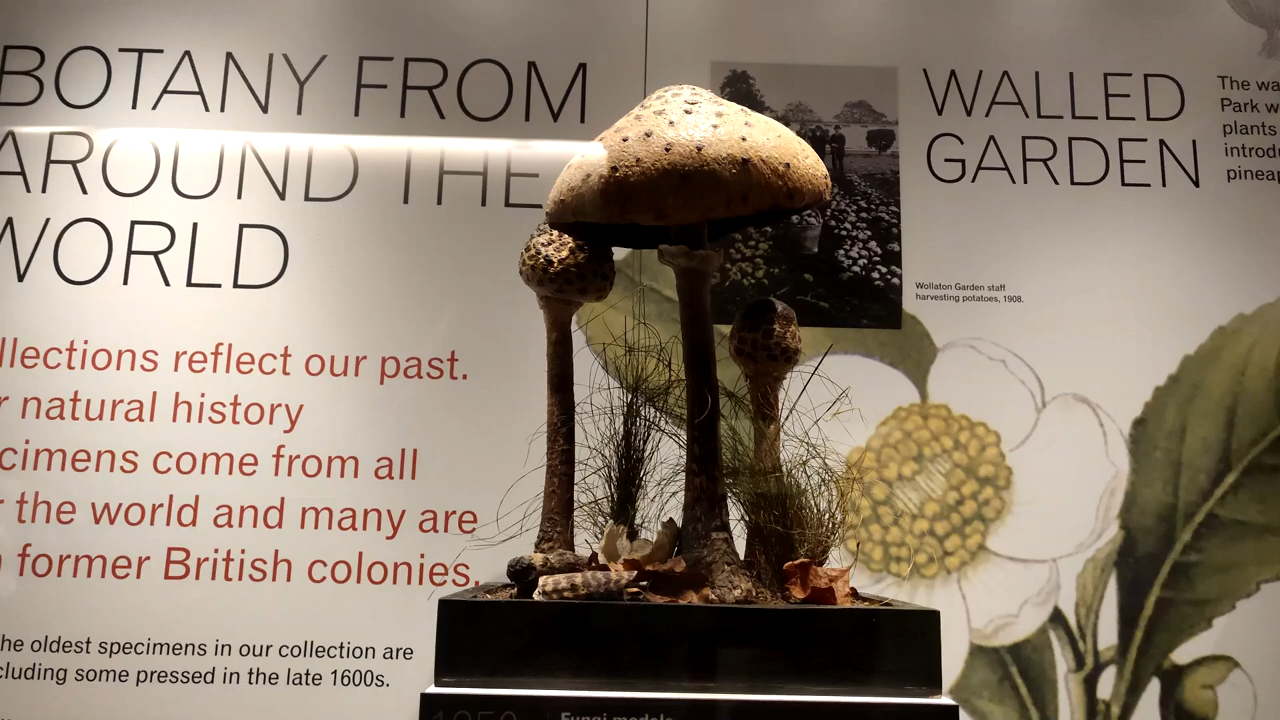 BOTANY FROM
AROUND THE
WORLD
llections reflect our past.
r natural history
cimens come from all
r the world and many are
former British colonies.
he oldest specimens in our collection are
cluding some pressed in the late 1600s.
WALLED
GARDEN
The wa
Park w
plants
introd
pineap
Wollaton Garden staff
harvesting potatoes, 1908.
Fungi models